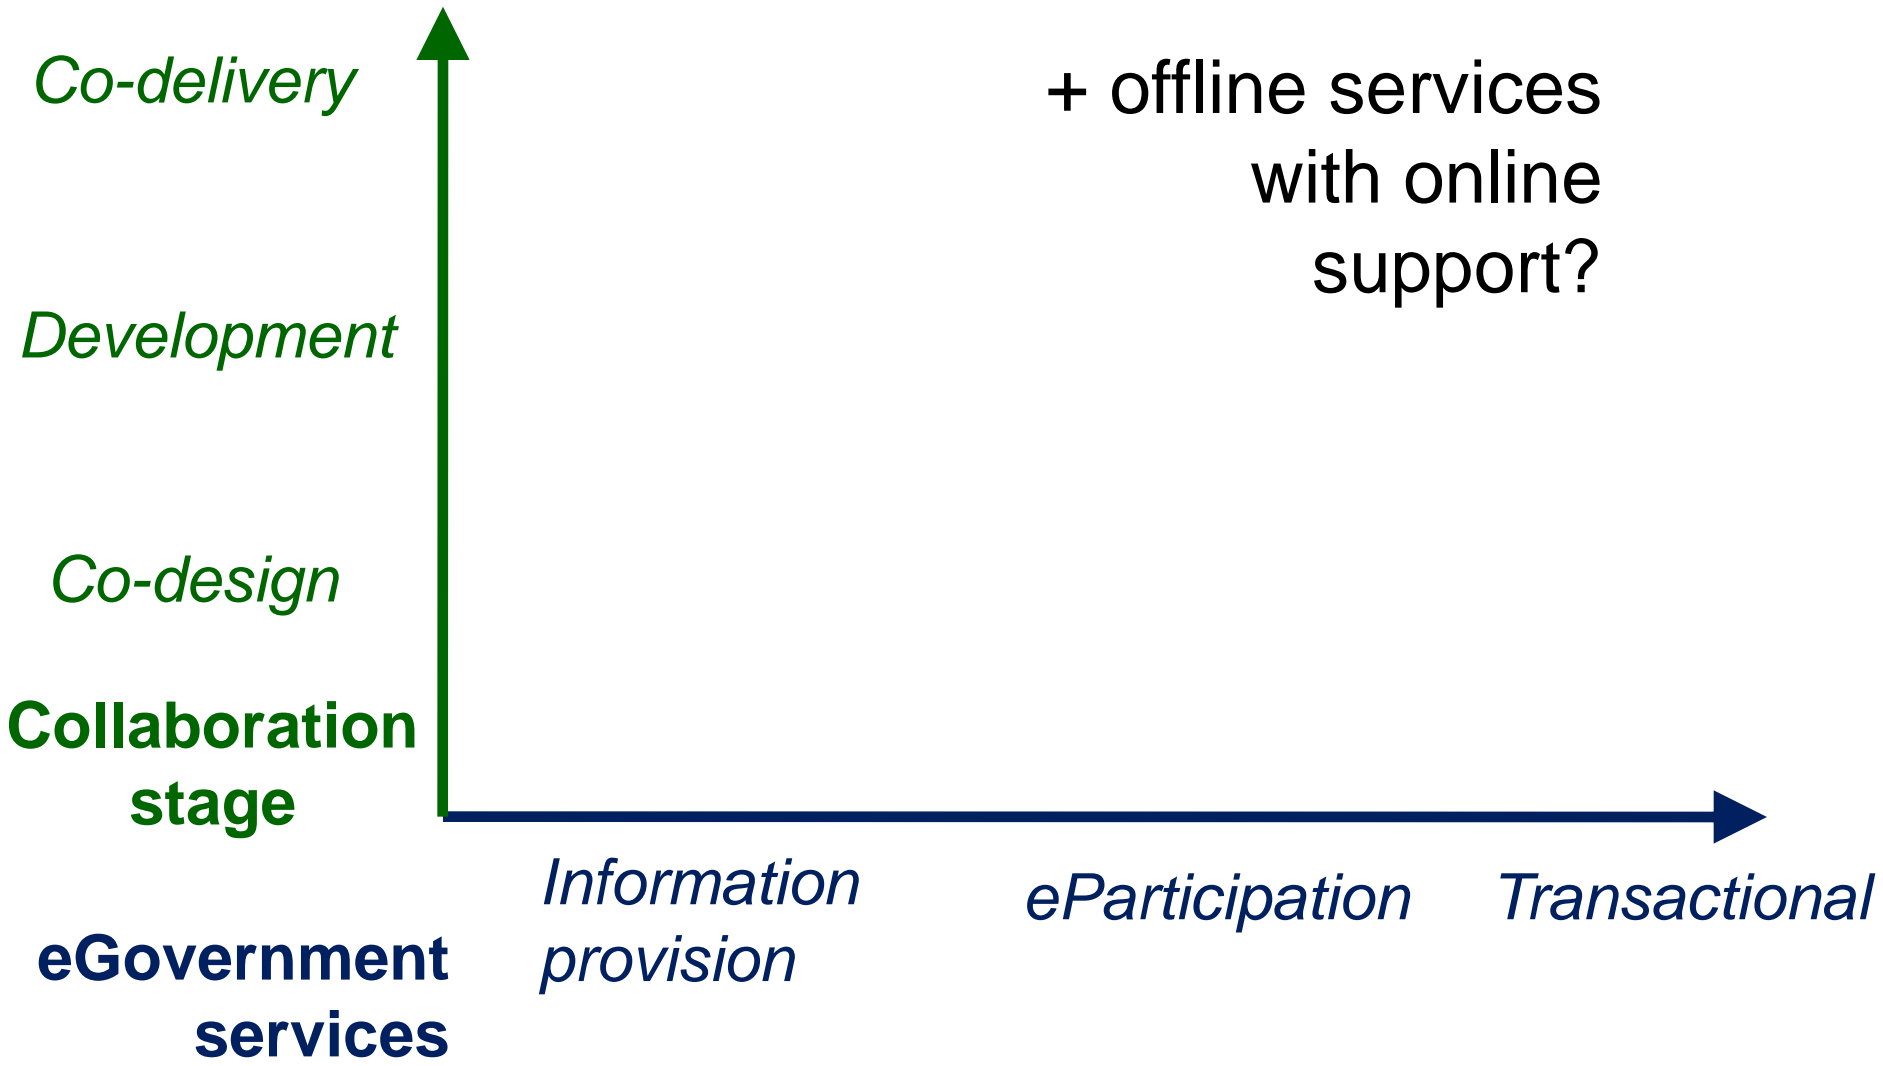 Co-delivery
+ offline services
with online
support?
Development
Co-design
Collaboration
stage
Information
provision
eParticipation
Transactional
eGovernment
services